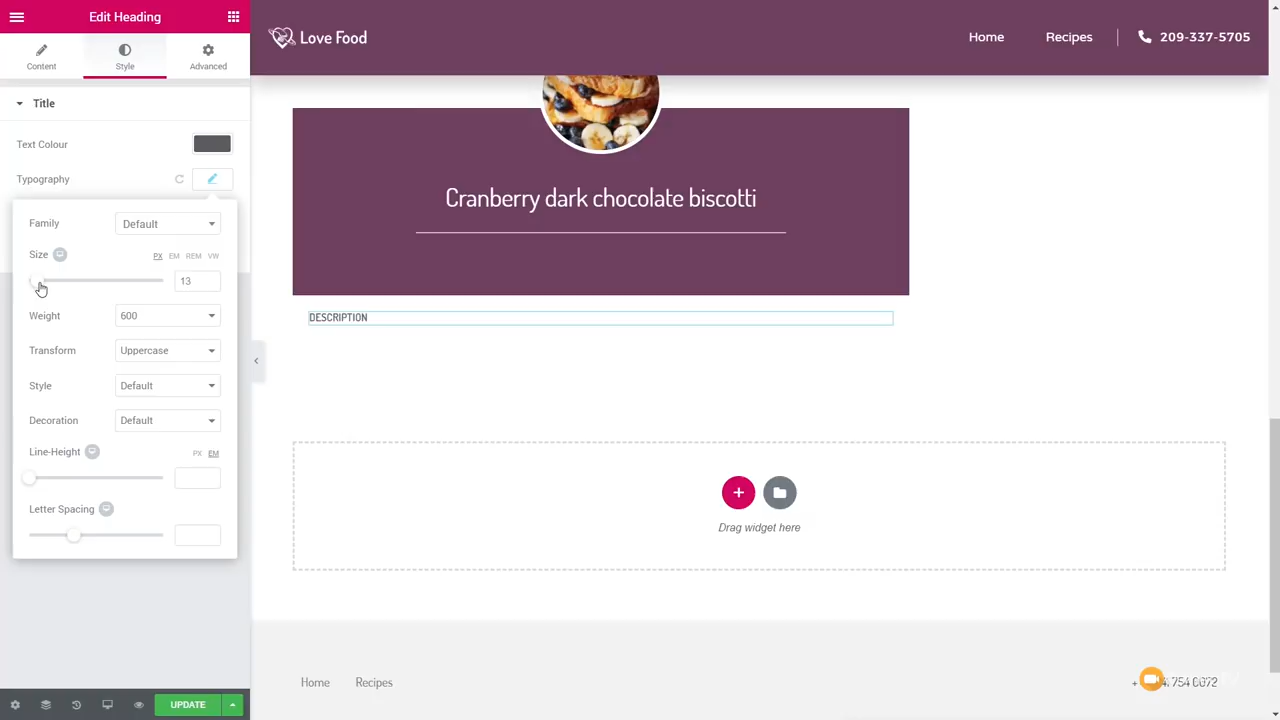 Edit Heading
Love Food
Home
Recipes
209-337-5705
Content
Style
Advanced
Title
Text Colour
Typography
Family
Default
Size
PX EM REM VW
13
Weight
600
Transform
Uppercase
Style
Default
Decoration
Default
Line-Height
PX EM
Letter Spacing
UPDATE
Cranberry dark chocolate biscotti
DESCRIPTION
Drag widget here
Home
Recipes